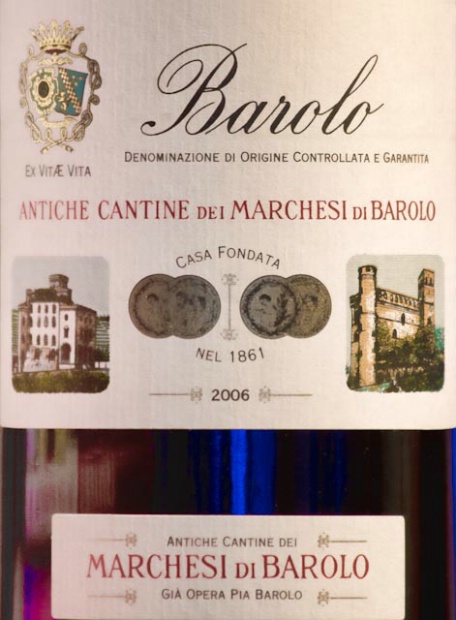 Barolo
DENOMINAZIONE DI ORIGINE CONTROLLATA E GARANTITA
EX VITÆ VITA
ANTICHE CANTINE DEI MARCHESI DI BAROLO
CASA FONDATA
NEL 1861
2006
ANTICHE CANTINE DEI
MARCHESI DI BAROLO
GIÀ OPERA PIA BAROLO